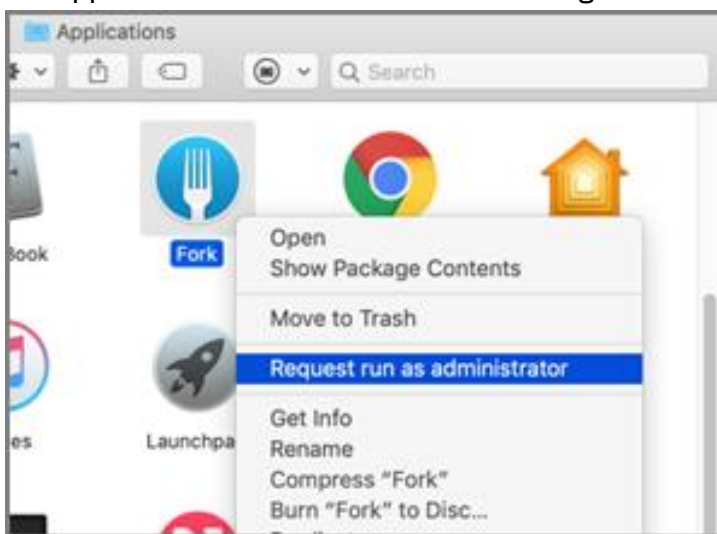 Applications
Search
Book
Fork
Open
Show Package Contents
Move to Trash
Request run as administrator
Get Info
Rename
Compress "Fork"
Burn "Fork" to Disc...
es
Launchpa